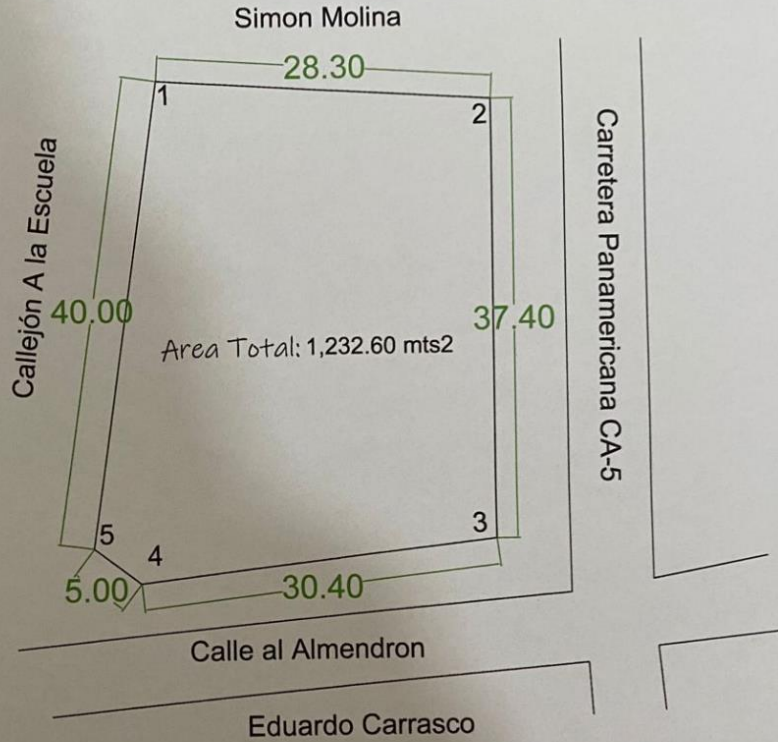 Simon Molina
28.30
1
2
Callejón A la Escuela
Carretera Panamericana CA-5
40.00
37.40
Area Total: 1,232.60 mts2
3
5
4
5.00
30.40
Calle al Almendron
Eduardo Carrasco